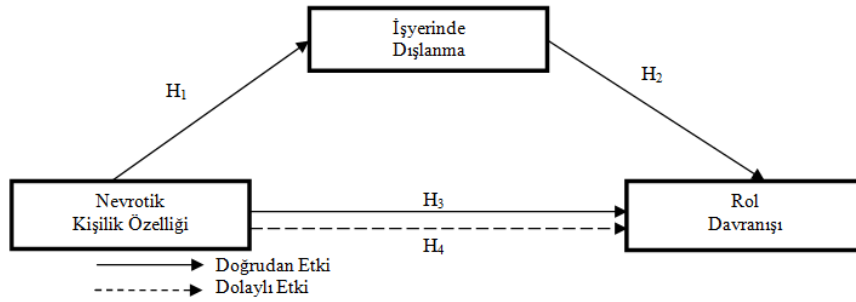 İşyerinde
Dışlanma
H1
H2
Nevrotik
Kişilik Özelliği
H3
H4
Rol
Davranışı
Doğrudan Etki
Dolaylı Etki